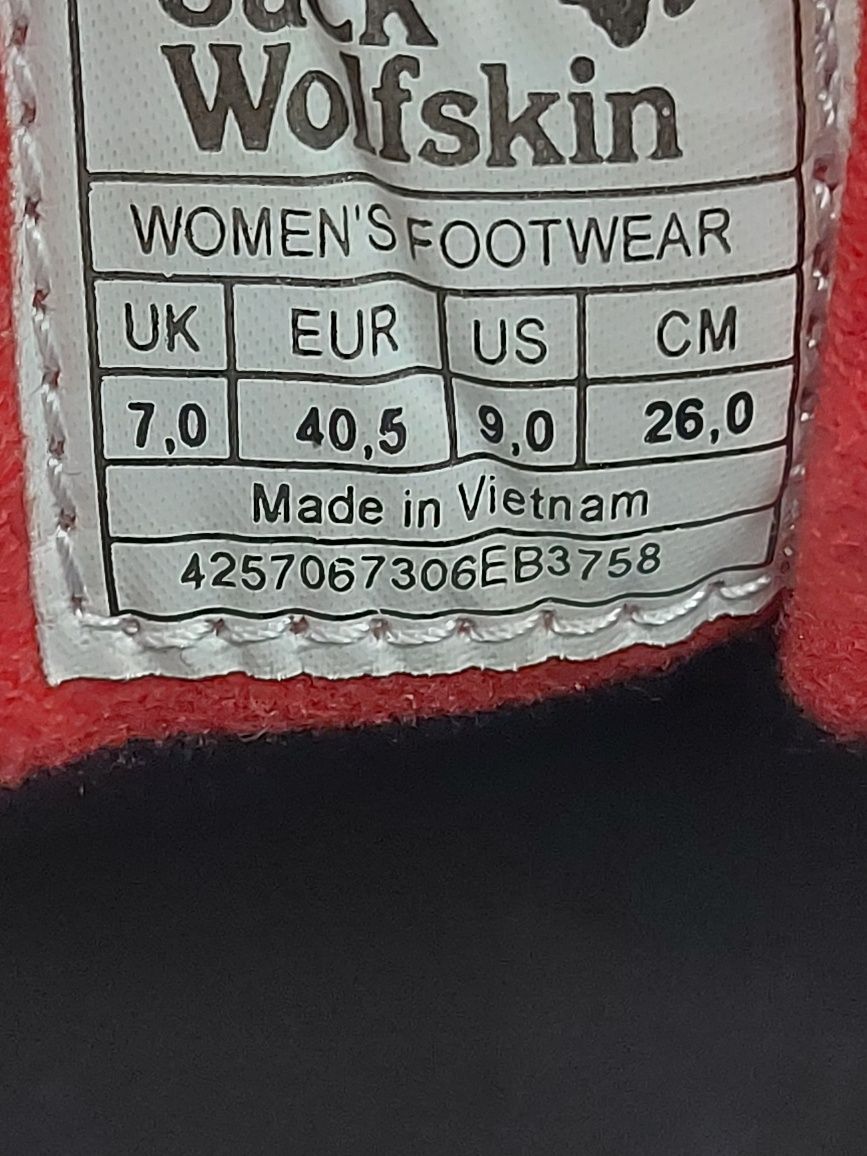 Jack
Wolfskin
WOMEN'S FOOTWEAR
UK EUR US CM
7,0 40,5 9,0 26,0
Made in Vietnam
4257067306EB3758